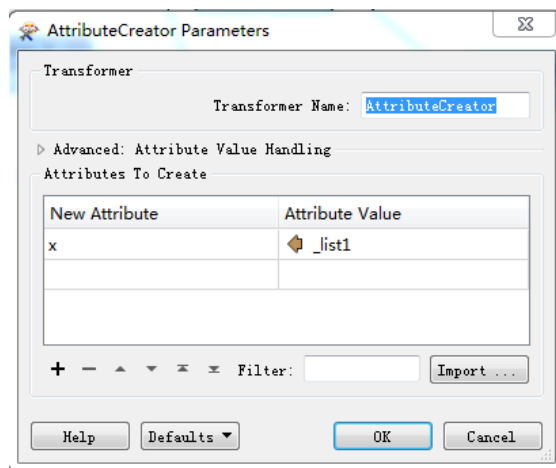 AttributeCreator Parameters
Transformer
Transformer Name: AttributeCreator
Advanced: Attribute Value Handling
Attributes To Create
New Attribute Attribute Value
x _list1
Filter: Import ...
Help Defaults OK Cancel